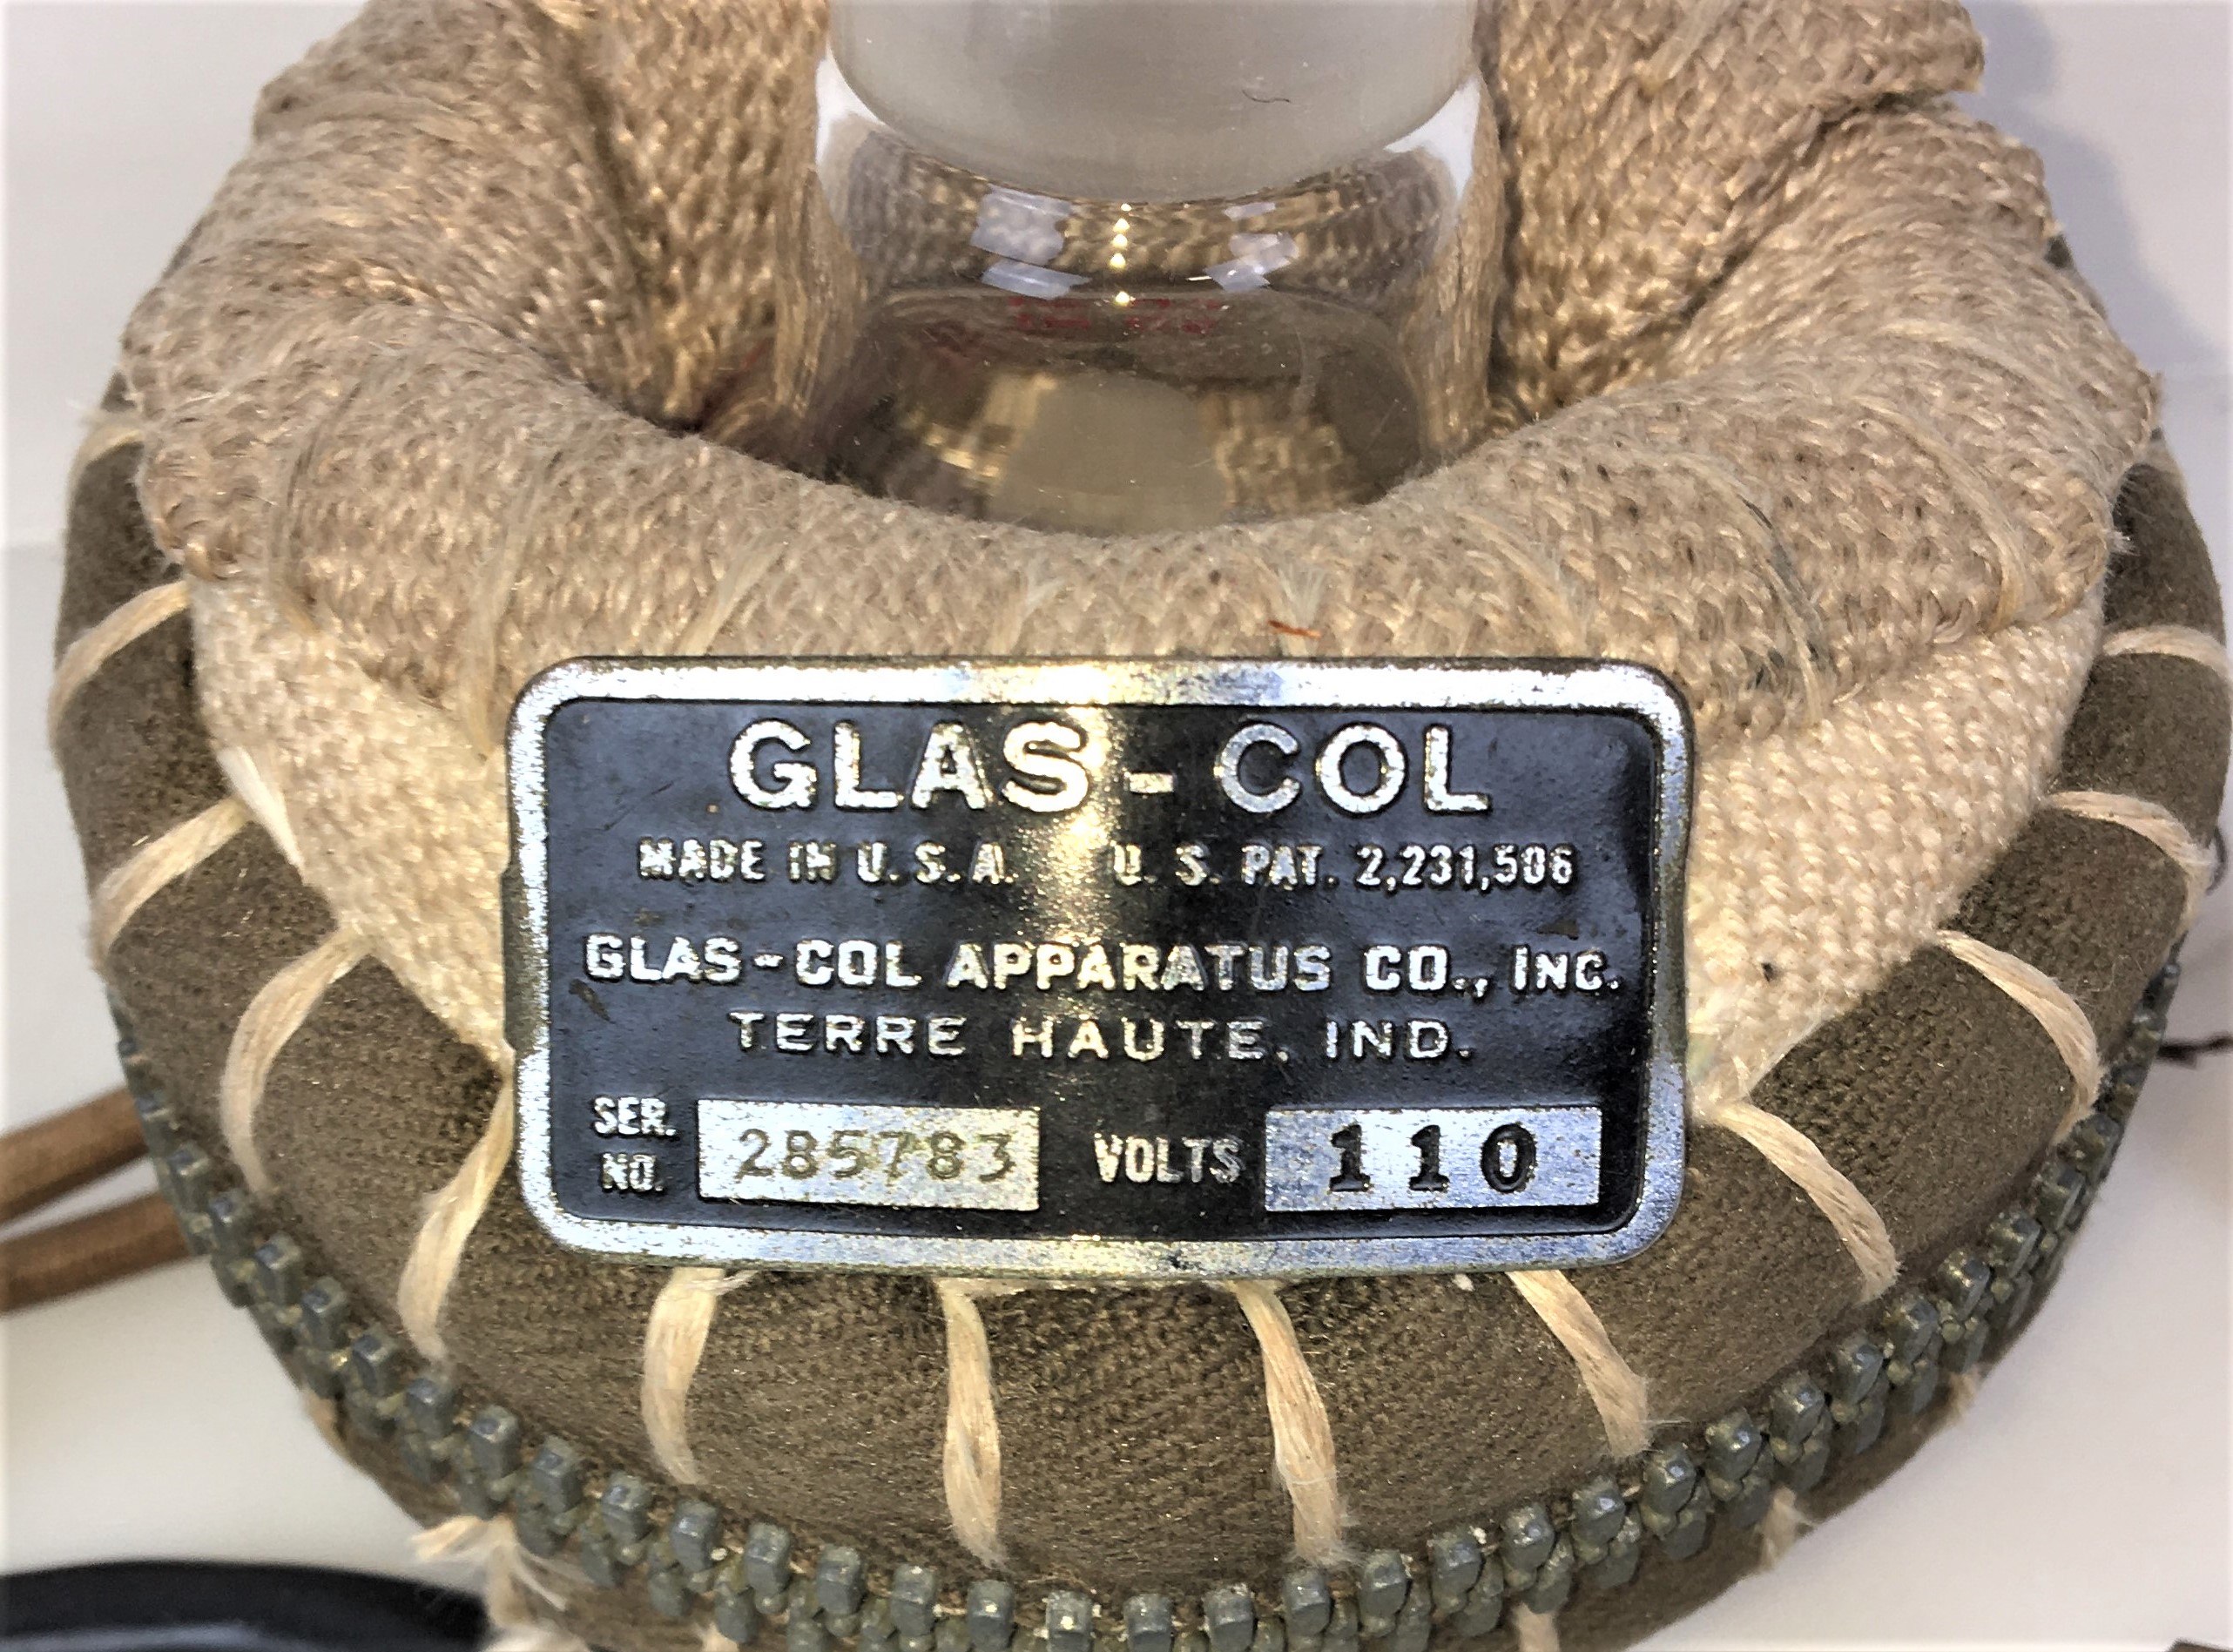 GLAS-COL
MADE IN U.S.A. U.S. PAT. 2,231,506
GLAS-COL APPARATUS CO., INC.
TERRE HAUTE, IND.
SER. NO. 285783 VOLTS 110